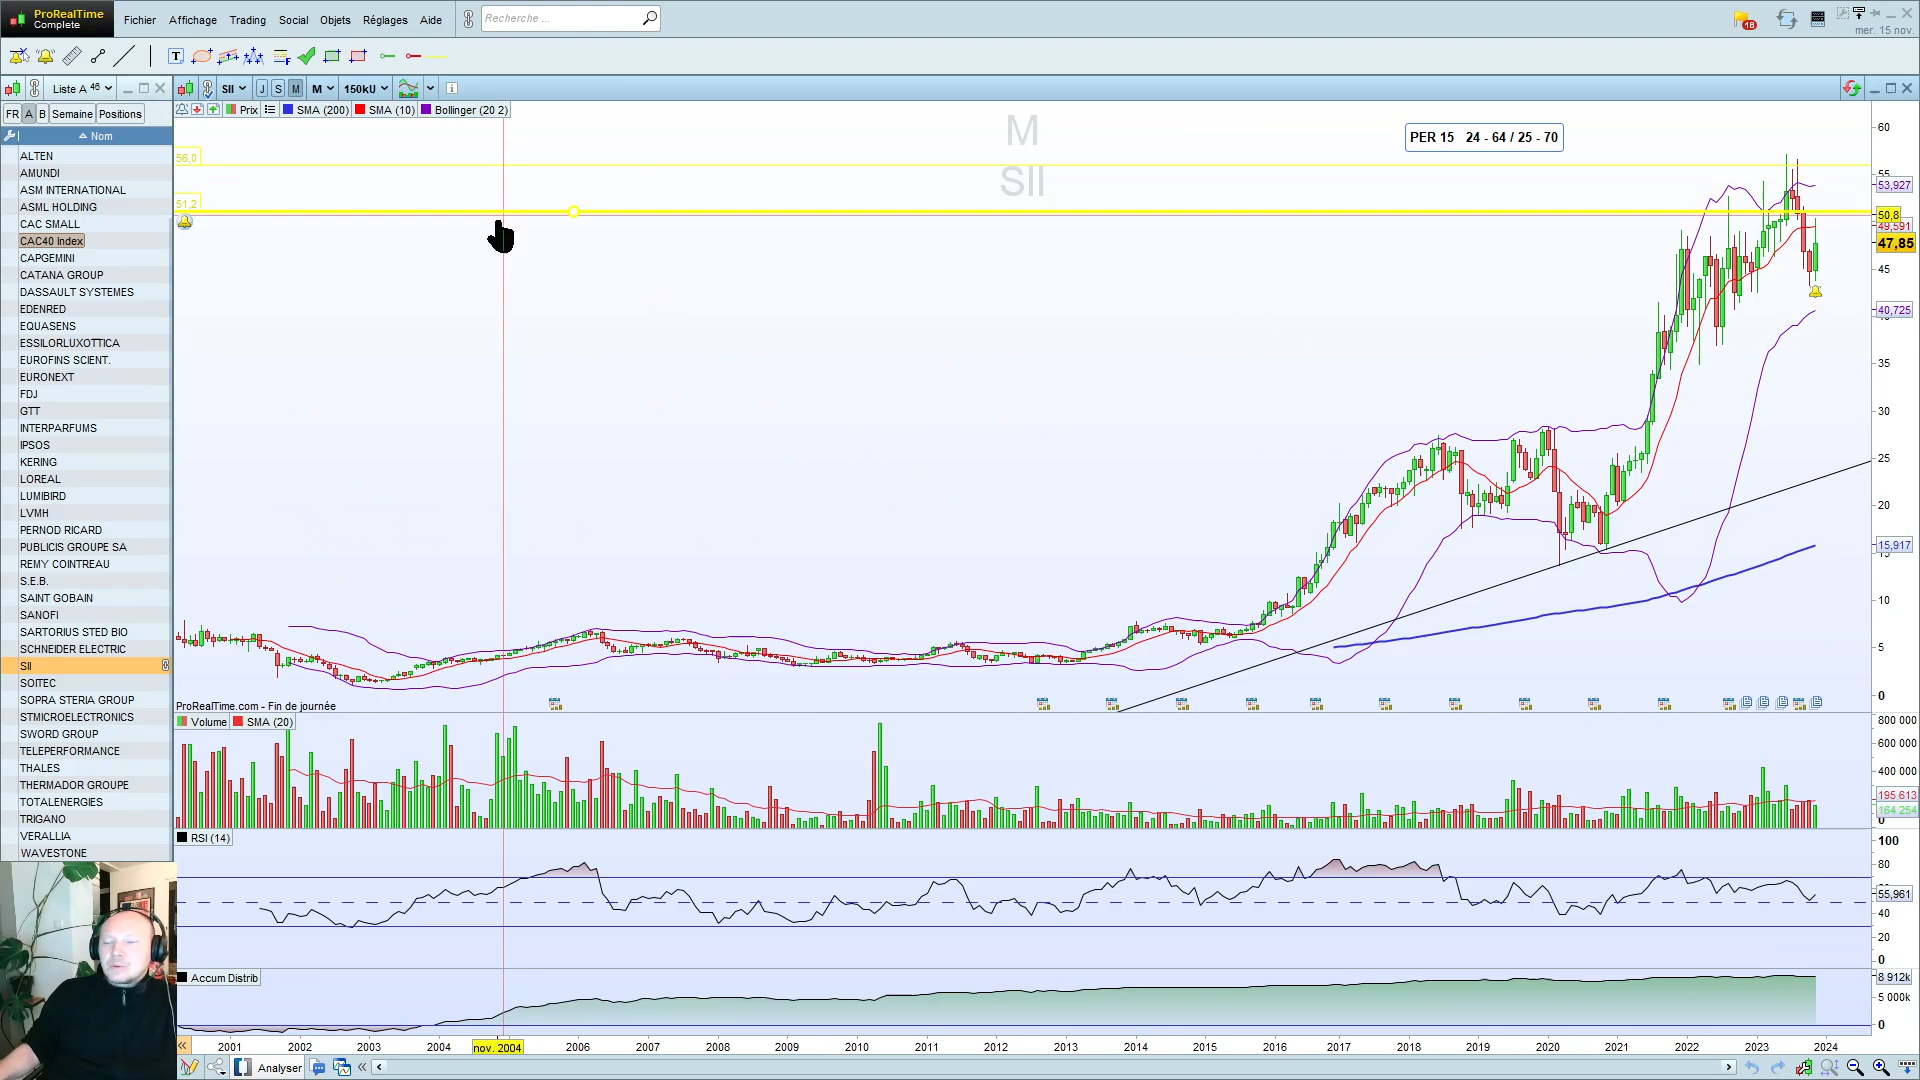 ProRealTime
Complete
Fichier Affichage Trading Social Objets Réglages Aide
Recherche ...
18
mer. 15 nov.
Liste A 46
SII J S M M 150kU
FR A B Semaine Positions
Prix SMA (200) SMA (10) Bollinger (20 2)
Nom
ALTEN
AMUNDI
ASM INTERNATIONAL
ASML HOLDING
CAC SMALL
CAC40 Index
CAPGEMINI
CATANA GROUP
DASSAULT SYSTEMES
EDENRED
EQUASENS
ESSILORLUXOTTICA
EUROFINS SCIENT.
EURONEXT
FDJ
GTT
INTERPARFUMS
IPSOS
KERING
LOREAL
LUMIBIRD
LVMH
PERNOD RICARD
PUBLICIS GROUPE SA
REMY COINTREAU
S.E.B.
SAINT GOBAIN
SANOFI
SARTORIUS STED BIO
SCHNEIDER ELECTRIC
SII
SOITEC
SOPRA STERIA GROUP
STMICROELECTRONICS
SWORD GROUP
TELEPERFORMANCE
THALES
THERMADOR GROUPE
TOTALENERGIES
TRIGANO
VERALLIA
WAVESTONE
M
SII
PER 15 24 - 64 / 25 - 70
56,0
51,2
60
55
53,927
50,8
49,591
47,85
45
40,725
35
30
25
20
15,917
10
5
0
ProRealTime.com - Fin de journée
Volume SMA (20)
800 000
600 000
400 000
195 613
164 254
0
RSI (14)
100
80
55,961
40
20
0
Accum Distrib
8 912k
5 000k
0
2001 2002 2003 2004 nov. 2004 2006 2007 2008 2009 2010 2011 2012 2013 2014 2015 2016 2017 2018 2019 2020 2021 2022 2023 2024
Analyser